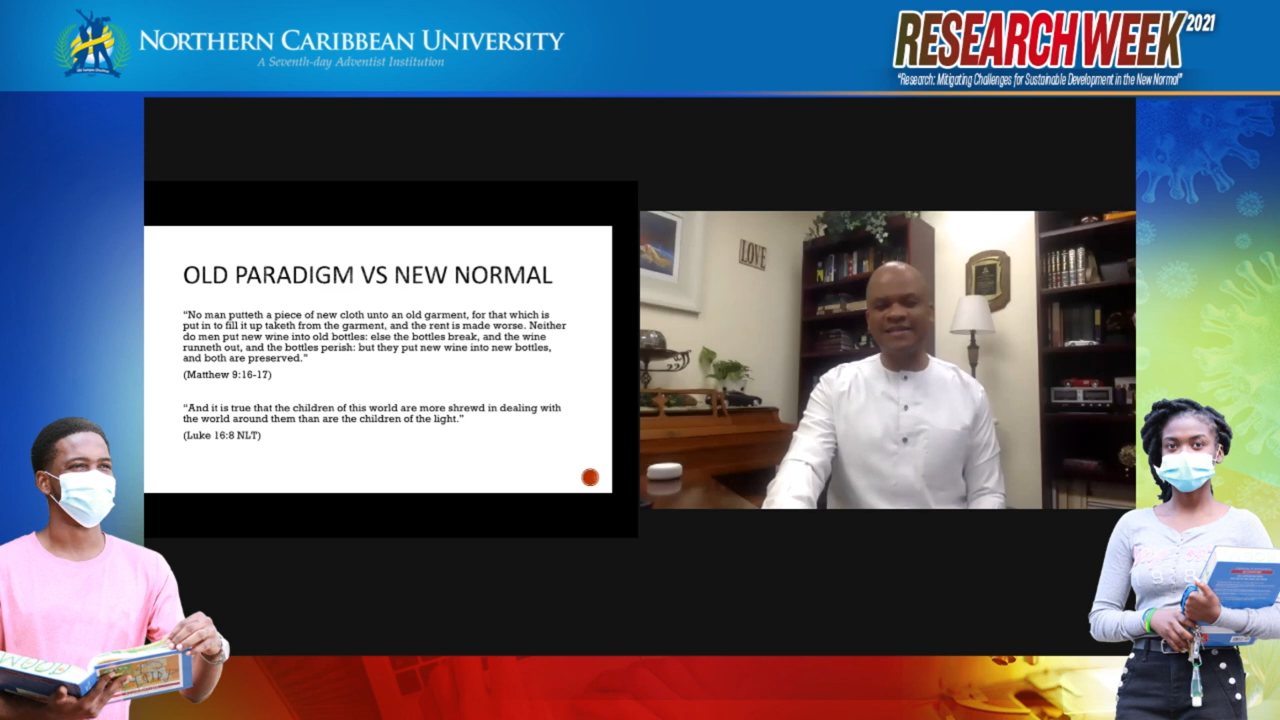 NORTHERN CARIBBEAN UNIVERSITY
A Seventh-day Adventist Institution
RESEARCH WEEK 2021
"Research: Mitigating Challenges for Sustainable Development in the New Normal"
OLD PARADIGM VS NEW NORMAL
“No man putteth a piece of new cloth unto an old garment, for that which is
put in to fill it up taketh from the garment, and the rent is made worse. Neither
do men put new wine into old bottles: else the bottles break, and the wine
runneth out, and the bottles perish: but they put new wine into new bottles,
and both are preserved.”
(Matthew 9:16-17)
“And it is true that the children of this world are more shrewd in dealing with
the world around them than are the children of the light.”
(Luke 16:8 NLT)
LOVE